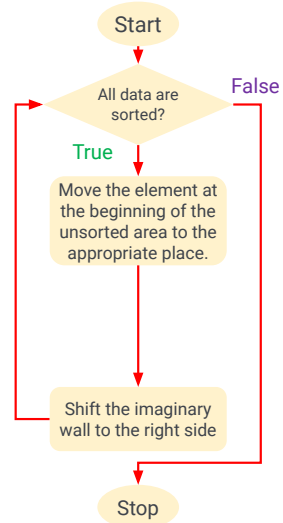 Start
All data are
sorted?
False
True
Move the element at
the beginning of the
unsorted area to the
appropriate place.
Shift the imaginary
wall to the right side
Stop